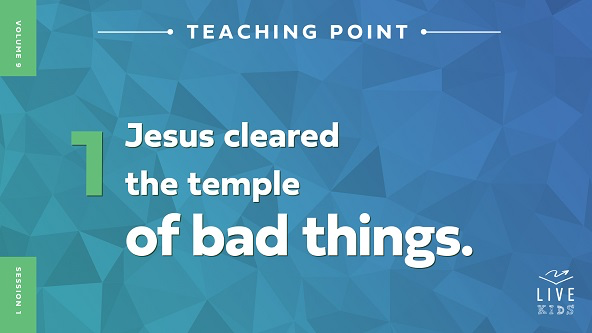 TEACHING POINT
VOLUME 9
1
Jesus cleared
the temple
of bad things.
SESSION 1
LIVE
KIDS